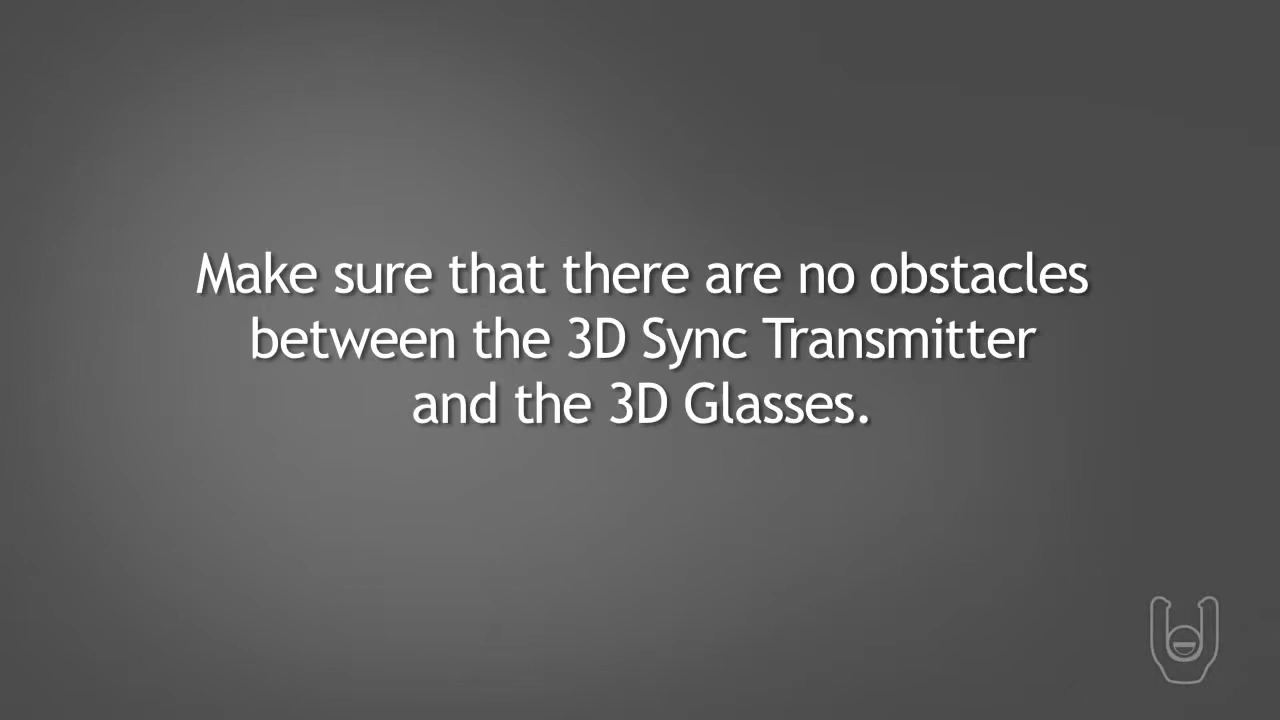 Make sure that there are no obstacles
between the 3D Sync Transmitter
and the 3D Glasses.